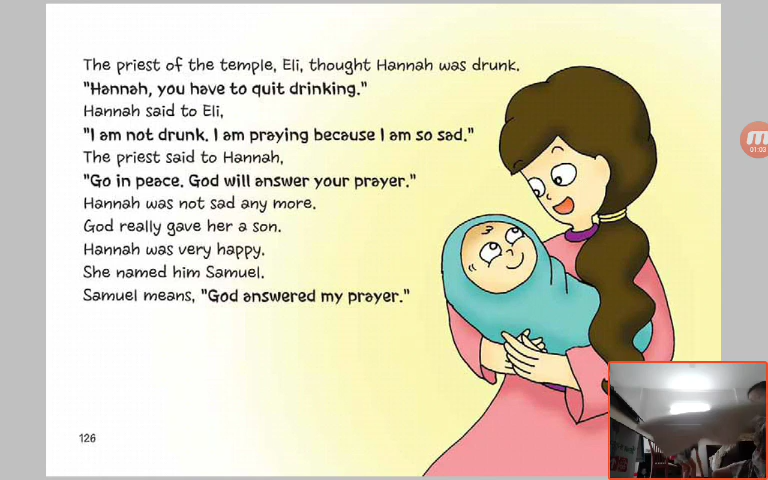 The priest of the temple, Eli, thought Hannah was drunk.
"Hannah, you have to quit drinking."
Hannah said to Eli,
"I am not drunk. I am praying because I am so sad."
The priest said to Hannah,
"Go in peace. God will answer your prayer."
Hannah was not sad any more.
God really gave her a son.
Hannah was very happy.
She named him Samuel.
Samuel means, "God answered my prayer."
126
01:03